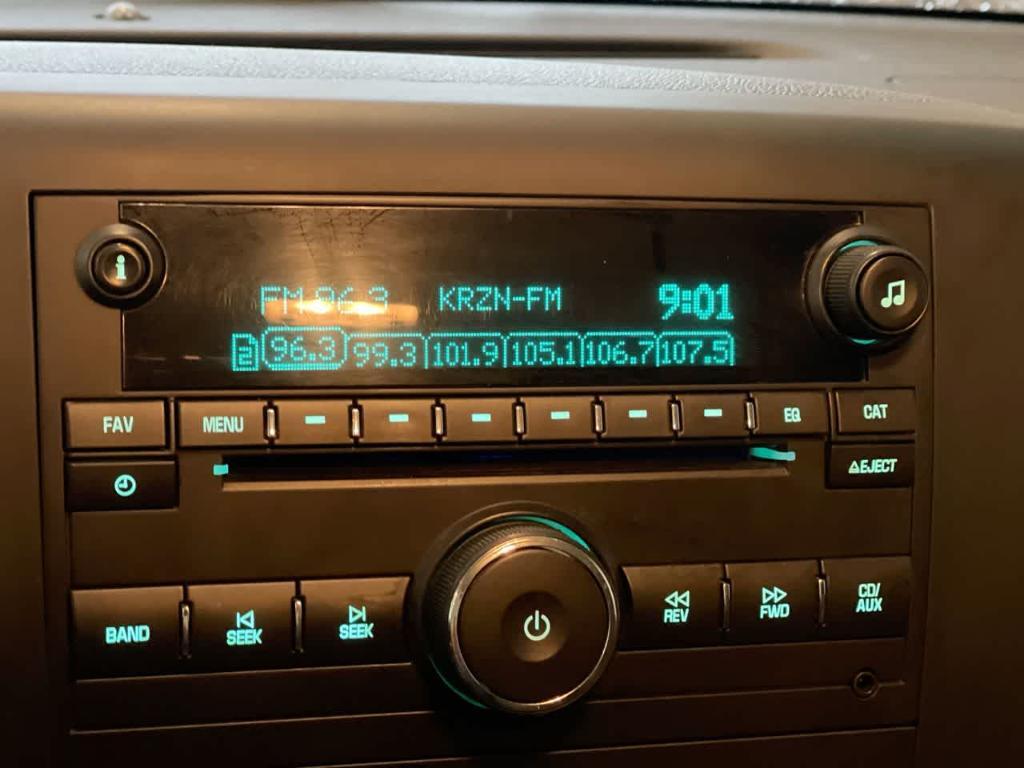 FM 96.3 KRZN-FM 9:01
2 96.3 99.3 101.9 105.1 106.7 107.5
FAV MENU EQ CAT
EJECT
BAND SEEK SEEK REV FWD CD/
AUX